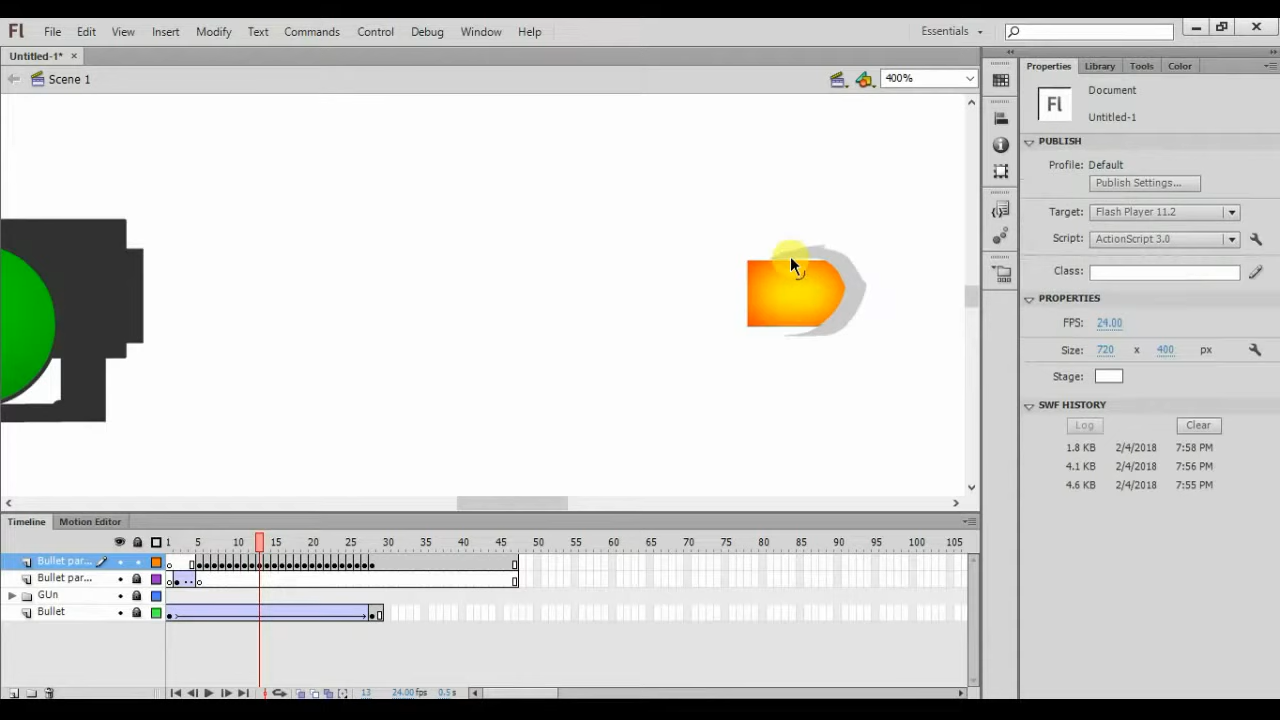 Fl File Edit View Insert Modify Text Commands Control Debug Window Help Essentials
Untitled-1* ×
Scene 1 400%
Properties Library Tools Color
Fl Document
Untitled-1
PUBLISH
Profile: Default
Publish Settings...
Target: Flash Player 11.2
Script: ActionScript 3.0
Class:
PROPERTIES
FPS: 24.00
Size: 720 x 400 px
Stage:
SWF HISTORY
Log Clear
1.8 KB 2/4/2018 7:58 PM
4.1 KB 2/4/2018 7:56 PM
4.6 KB 2/4/2018 7:55 PM
Timeline Motion Editor
1 5 10 15 20 25 30 35 40 45 50 55 60 65 70 75 80 85 90 95 100 105
Bullet par...
Bullet par...
GUn
Bullet
13 24.00 fps 0.5 s